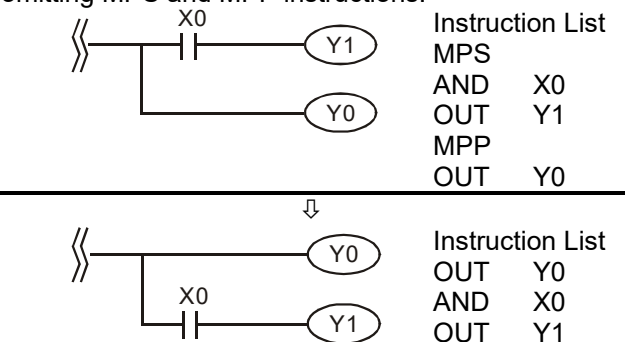 omitting MPS and MPP instructions.
X0
Y1
Y0
Instruction List
MPS
AND X0
OUT Y1
MPP
OUT Y0
⇩
Y0
X0
Y1
Instruction List
OUT Y0
AND X0
OUT Y1